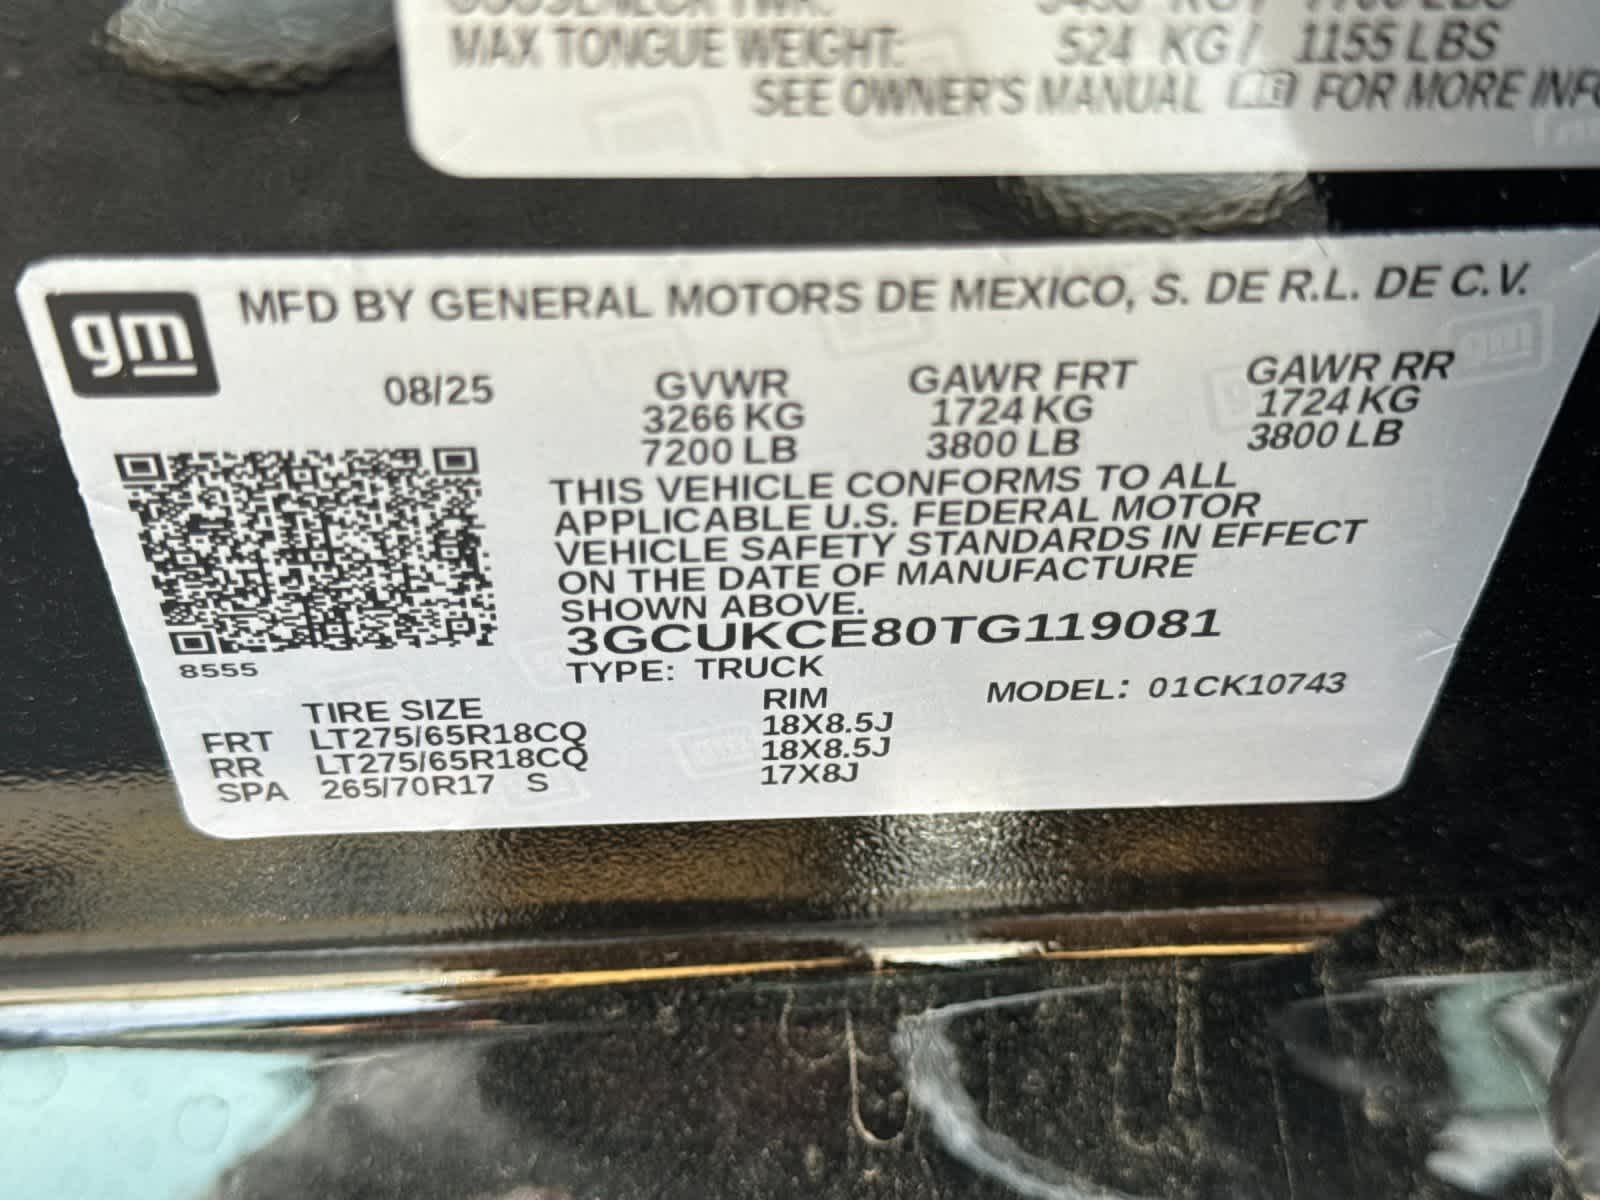 MAX TONGUE WEIGHT: 524 KG / 1155 LBS
SEE OWNER'S MANUAL FOR MORE
gm MFD BY GENERAL MOTORS DE MEXICO, S. DE R.L. DE C.V.
08/25 GVWR GAWR FRT GAWR RR
3266 KG 1724 KG 1724 KG
7200 LB 3800 LB 3800 LB
THIS VEHICLE CONFORMS TO ALL
APPLICABLE U.S. FEDERAL MOTOR
VEHICLE SAFETY STANDARDS IN EFFECT
ON THE DATE OF MANUFACTURE
SHOWN ABOVE.
3GCUKCE80TG119081
8555 TYPE: TRUCK MODEL: 01CK10743
TIRE SIZE RIM
FRT LT275/65R18CQ 18X8.5J
RR LT275/65R18CQ 18X8.5J
SPA 265/70R17 S 17X8J